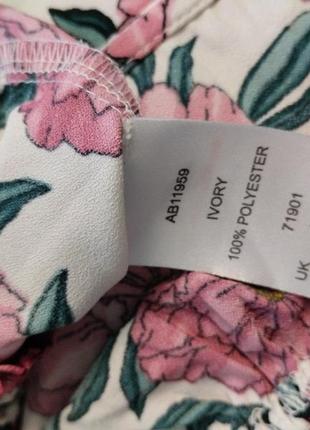 AB11959
IVORY
100% POLYESTER
71901
UK